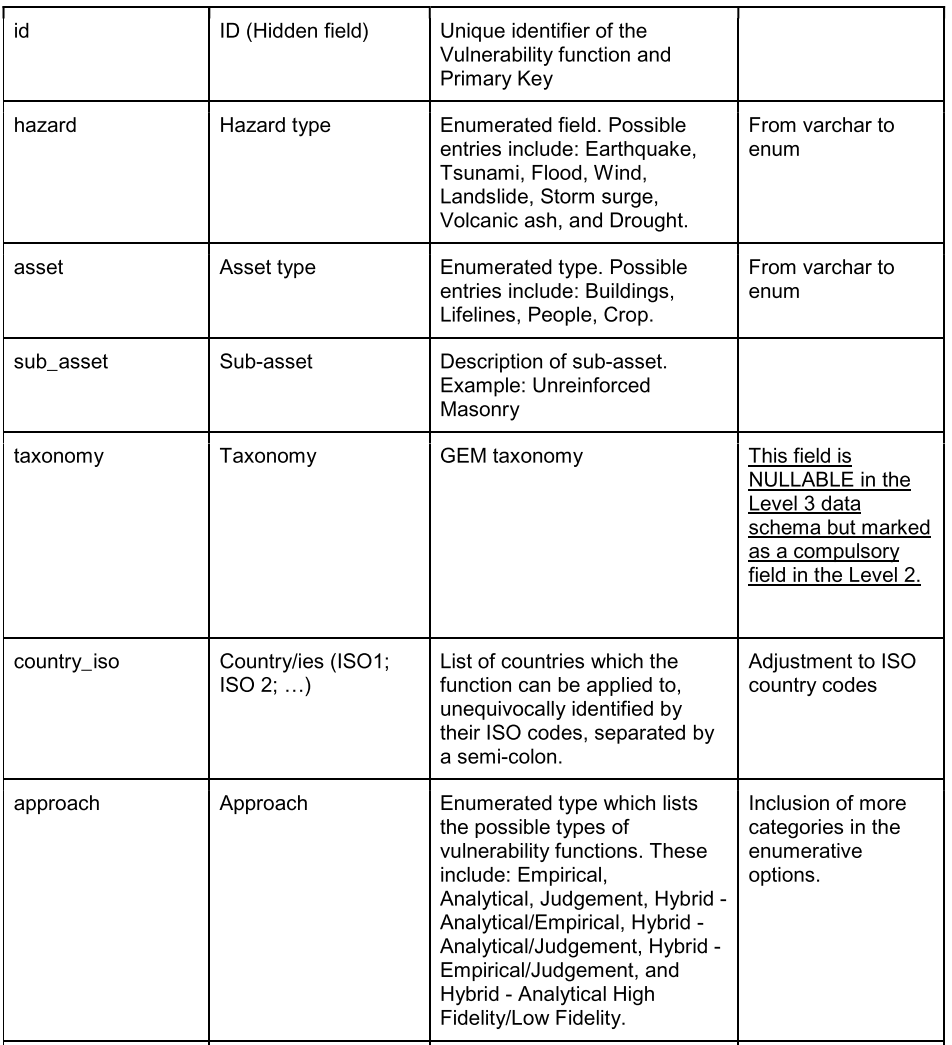 id
ID (Hidden field)
Unique identifier of the
Vulnerability function and
Primary Key
hazard
Hazard type
Enumerated field. Possible
entries include: Earthquake,
Tsunami, Flood, Wind,
Landslide, Storm surge,
Volcanic ash, and Drought.
From varchar to
enum
asset
Asset type
Enumerated type. Possible
entries include: Buildings,
Lifelines, People, Crop.
From varchar to
enum
sub_asset
Sub-asset
Description of sub-asset.
Example: Unreinforced
Masonry
taxonomy
Taxonomy
GEM taxonomy
This field is
NULLABLE in the
Level 3 data
schema but marked
as a compulsory
field in the Level 2.
country_iso
Country/ies (ISO1;
ISO 2; …)
List of countries which the
function can be applied to,
unequivocally identified by
their ISO codes, separated by
a semi-colon.
Adjustment to ISO
country codes
approach
Approach
Enumerated type which lists
the possible types of
vulnerability functions. These
include: Empirical,
Analytical, Judgement, Hybrid -
Analytical/Empirical, Hybrid -
Analytical/Judgement, Hybrid -
Empirical/Judgement, and
Hybrid - Analytical High
Fidelity/Low Fidelity.
Inclusion of more
categories in the
enumerative
options.